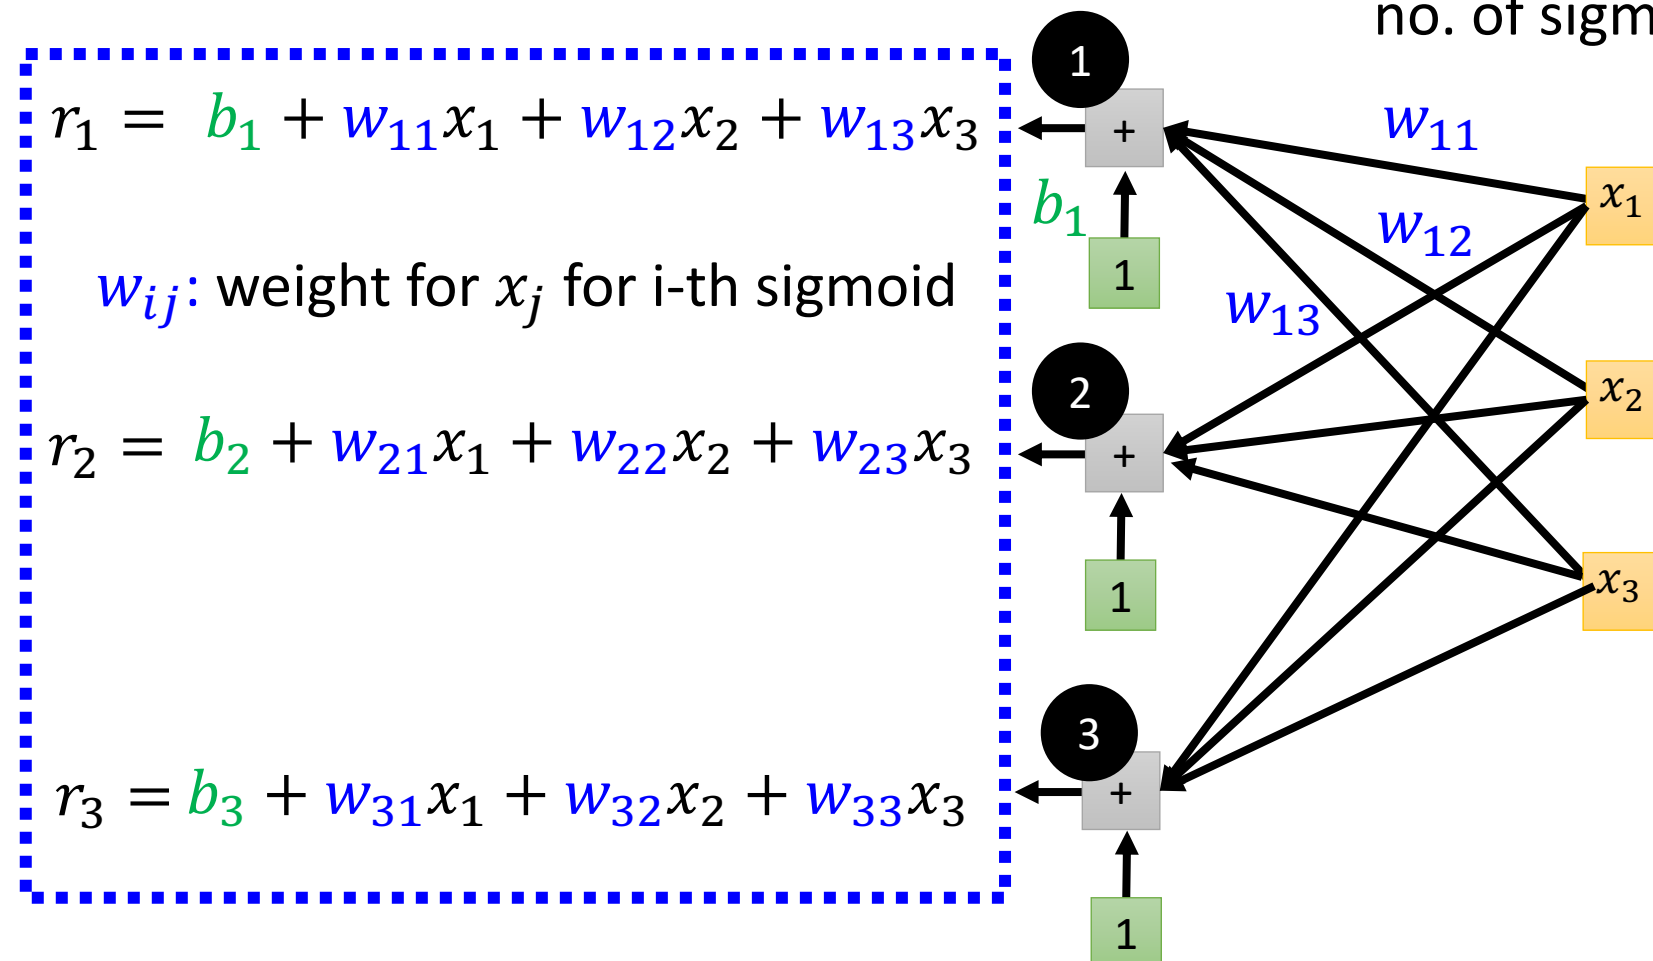 no. of sigm
1
r₁ = b₁ + w₁₁x₁ + w₁₂x₂ + w₁₃x₃
+
w₁₁
x₁
b₁
w₁₂
1
wᵢⱼ: weight for xⱼ for i-th sigmoid
w₁₃
2
x₂
r₂ = b₂ + w₂₁x₁ + w₂₂x₂ + w₂₃x₃
+
1
x₃
3
r₃ = b₃ + w₃₁x₁ + w₃₂x₂ + w₃₃x₃
+
1